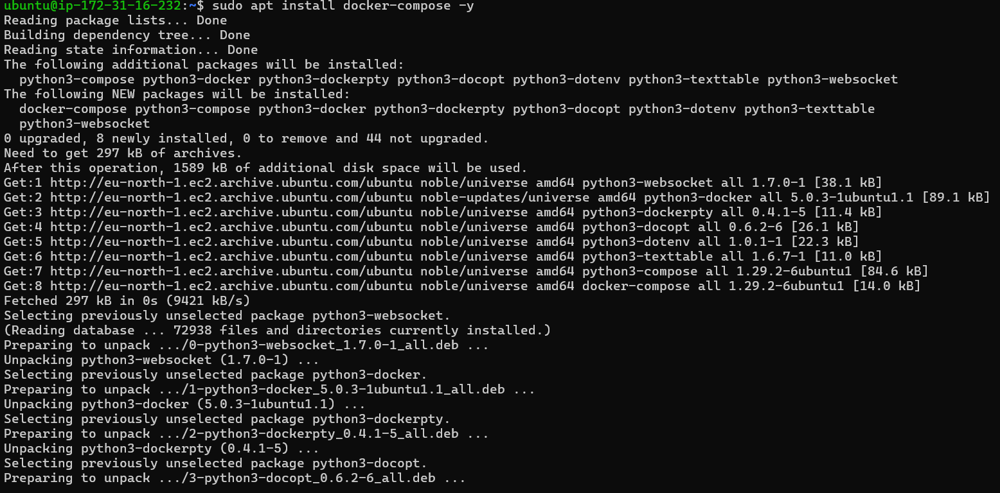 ubuntu@ip-172-31-16-232:~$ sudo apt install docker-compose -y
Reading package lists... Done
Building dependency tree... Done
Reading state information... Done
The following additional packages will be installed:
  python3-compose python3-docker python3-dockerpty python3-docopt python3-dotenv python3-texttable python3-websocket
The following NEW packages will be installed:
  docker-compose python3-compose python3-docker python3-dockerpty python3-docopt python3-dotenv python3-texttable
  python3-websocket
0 upgraded, 8 newly installed, 0 to remove and 44 not upgraded.
Need to get 297 kB of archives.
After this operation, 1589 kB of additional disk space will be used.
Get:1 http://eu-north-1.ec2.archive.ubuntu.com/ubuntu noble/universe amd64 python3-websocket all 1.7.0-1 [38.1 kB]
Get:2 http://eu-north-1.ec2.archive.ubuntu.com/ubuntu noble-updates/universe amd64 python3-docker all 5.0.3-1ubuntu1.1 [89.1 kB]
Get:3 http://eu-north-1.ec2.archive.ubuntu.com/ubuntu noble/universe amd64 python3-dockerpty all 0.4.1-5 [11.4 kB]
Get:4 http://eu-north-1.ec2.archive.ubuntu.com/ubuntu noble/universe amd64 python3-docopt all 0.6.2-6 [26.1 kB]
Get:5 http://eu-north-1.ec2.archive.ubuntu.com/ubuntu noble/universe amd64 python3-dotenv all 1.0.1-1 [22.3 kB]
Get:6 http://eu-north-1.ec2.archive.ubuntu.com/ubuntu noble/universe amd64 python3-texttable all 1.6.7-1 [11.0 kB]
Get:7 http://eu-north-1.ec2.archive.ubuntu.com/ubuntu noble/universe amd64 python3-compose all 1.29.2-6ubuntu1 [84.6 kB]
Get:8 http://eu-north-1.ec2.archive.ubuntu.com/ubuntu noble/universe amd64 docker-compose all 1.29.2-6ubuntu1 [14.0 kB]
Fetched 297 kB in 0s (9421 kB/s)
Selecting previously unselected package python3-websocket.
(Reading database ... 72938 files and directories currently installed.)
Preparing to unpack .../0-python3-websocket_1.7.0-1_all.deb ...
Unpacking python3-websocket (1.7.0-1) ...
Selecting previously unselected package python3-docker.
Preparing to unpack .../1-python3-docker_5.0.3-1ubuntu1.1_all.deb ...
Unpacking python3-docker (5.0.3-1ubuntu1.1) ...
Selecting previously unselected package python3-dockerpty.
Preparing to unpack .../2-python3-dockerpty_0.4.1-5_all.deb ...
Unpacking python3-dockerpty (0.4.1-5) ...
Selecting previously unselected package python3-docopt.
Preparing to unpack .../3-python3-docopt_0.6.2-6_all.deb ...